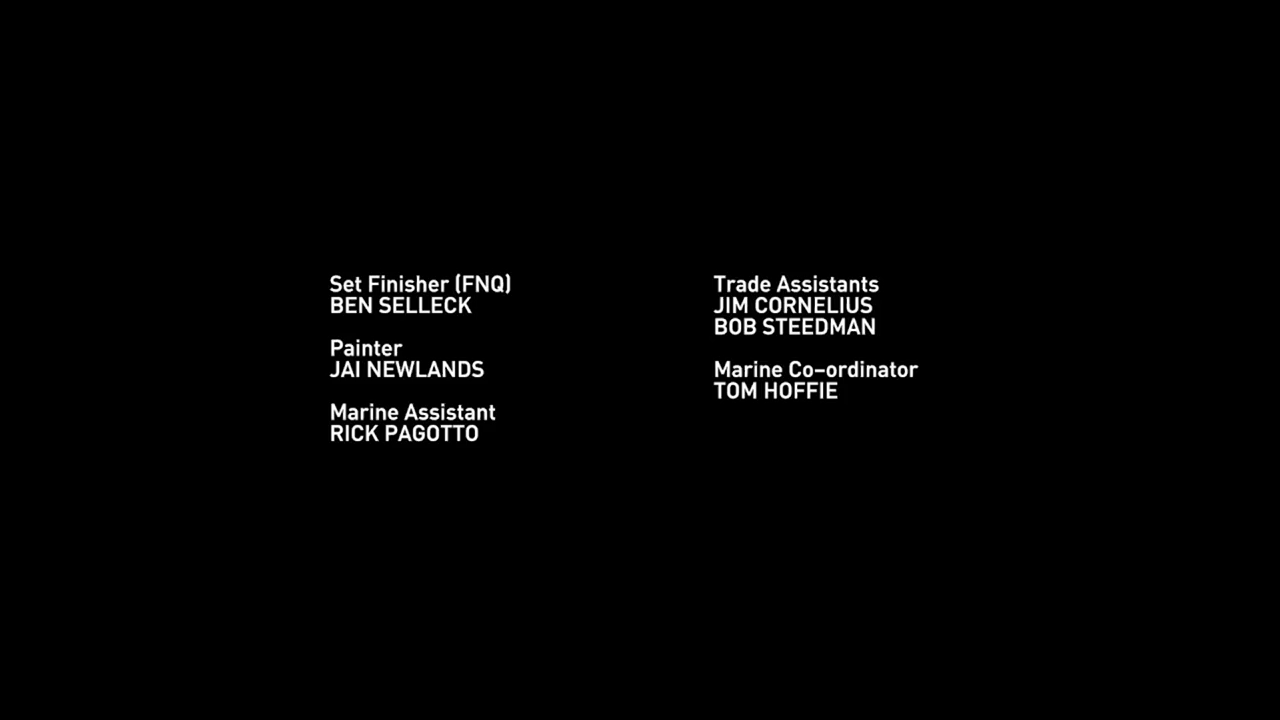 Set Finisher (FNQ)
BEN SELLECK
Painter
JAI NEWLANDS
Marine Assistant
RICK PAGOTTO
Trade Assistants
JIM CORNELIUS
BOB STEEDMAN
Marine Co–ordinator
TOM HOFFIE